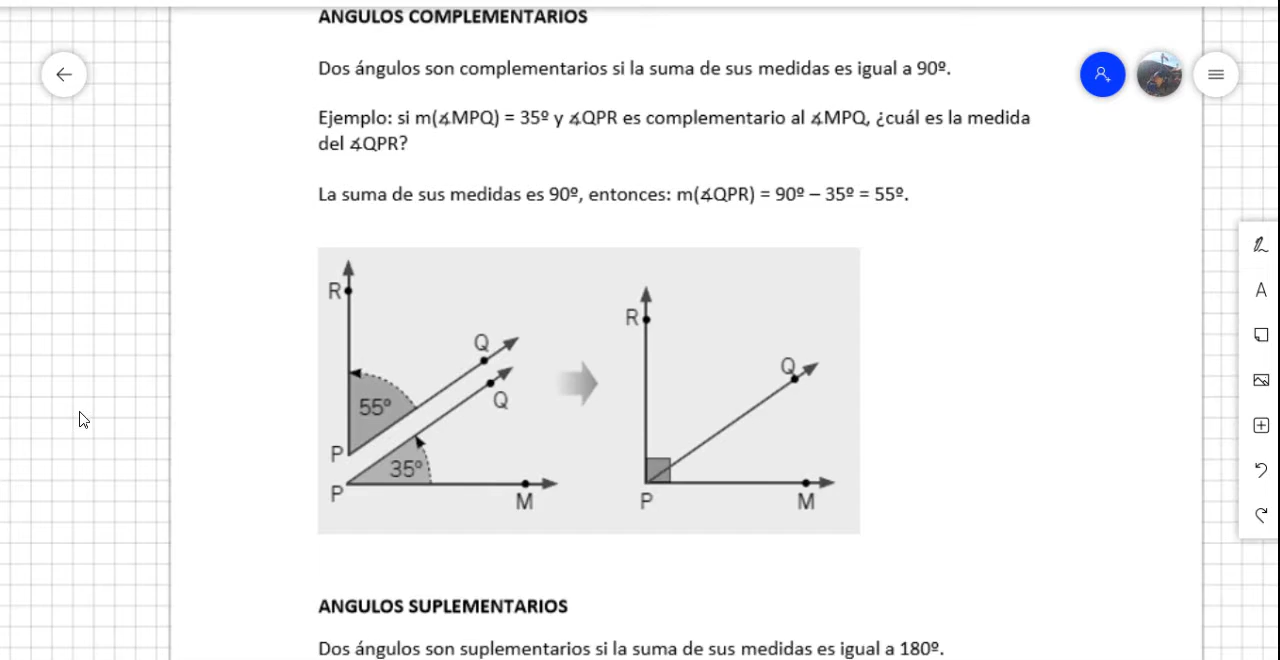 ANGULOS COMPLEMENTARIOS
Dos ángulos son complementarios si la suma de sus medidas es igual a 90º.
Ejemplo: si m(∡MPQ) = 35º y ∡QPR es complementario al ∡MPQ, ¿cuál es la medida
del ∡QPR?
La suma de sus medidas es 90º, entonces: m(∡QPR) = 90º – 35º = 55º.
R
Q
Q
55º
P
35º
P
M
R
Q
P
M
ANGULOS SUPLEMENTARIOS
Dos ángulos son suplementarios si la suma de sus medidas es igual a 180º.
A